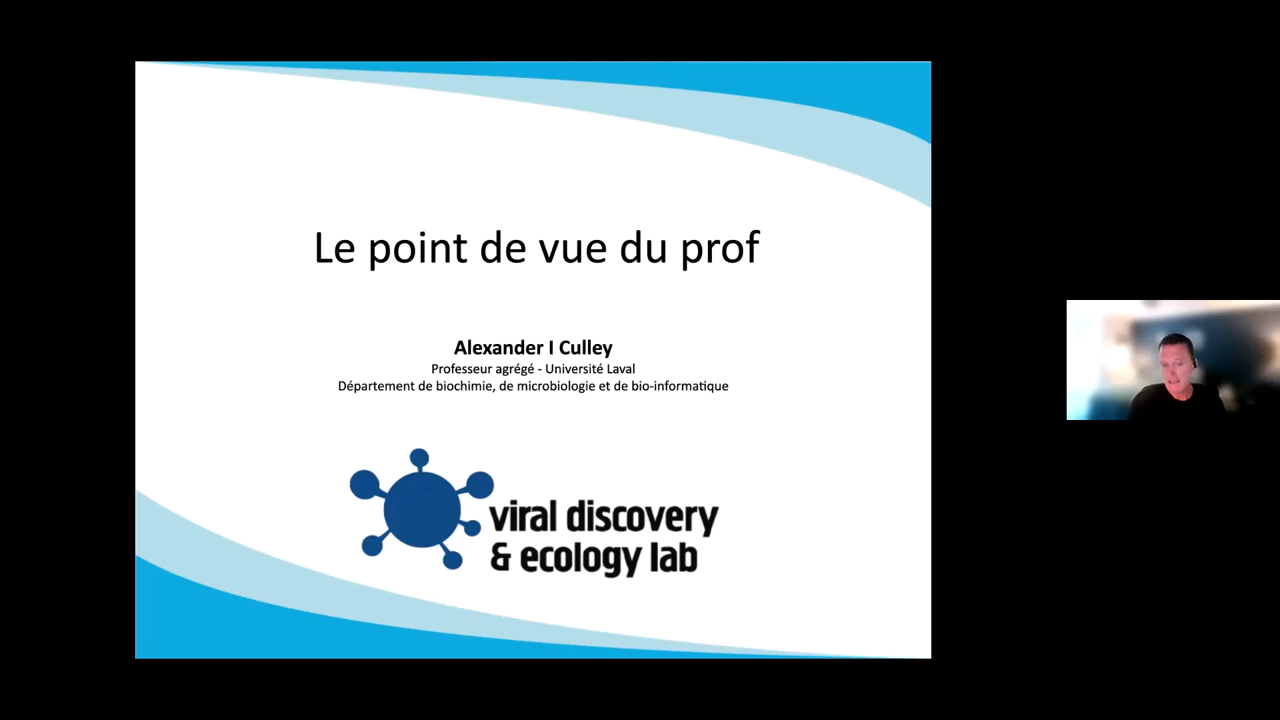 Le point de vue du prof
Alexander I Culley
Professeur agrégé - Université Laval
Département de biochimie, de microbiologie et de bio-informatique
viral discovery
& ecology lab